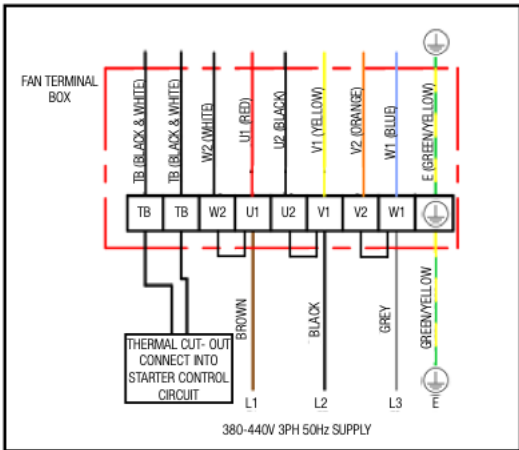 FAN TERMINAL
BOX
TB (BLACK & WHITE)
TB (BLACK & WHITE)
W2 (WHITE)
U1 (RED)
U2 (BLACK)
V1 (YELLOW)
V2 (ORANGE)
W1 (BLUE)
E (GREEN/YELLOW)
TB
TB
W2
U1
U2
V1
V2
W1
THERMAL CUT- OUT
CONNECT INTO
STARTER CONTROL
CIRCUIT
BROWN
BLACK
GREY
GREEN/YELLOW
L1
L2
L3
E
380-440V 3PH 50Hz SUPPLY